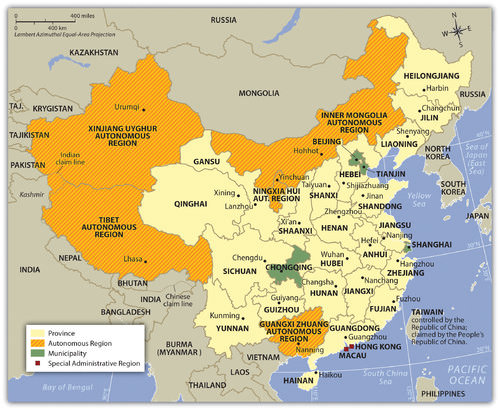 0 400 miles
0 400 km
Lambert Azimuthal Equal-Area Projection
RUSSIA
KAZAKHSTAN
MONGOLIA
HEILONGJIANG
Harbin
RUSSIA
Changchun
JILIN
TAJ.
KRYGISTAN
Urumqi
INNER MONGOLIA
AUTONOMOUS
REGION
Shenyang
LIAONING
TAJIKISTAN
XINJIANG UYGHUR
AUTONOMOUS
REGION
BEIJING
Hohhot
NORTH
KOREA
Sea of
Japan
(East
Sea)
PAKISTAN
Indian
claim line
GANSU
HEBEI
TIANJIN
Yinchuan
NINGXIA HUI
AUT. REGION
Taiyuan
Shijiazhuang
SOUTH
KOREA
Kashmir
Xining
QINGHAI
Lanzhou
SHANXI
Jinan
SHANDONG
Yellow
Sea
JAPAN
Xi'an
SHAANXI
Zhengzhou
HENAN
JIANGSU
TIBET
AUTONOMOUS
REGION
Nanjing
Hefei
ANHUI
SHANGHAI
Lhasa
Chengdu
SICHUAN
CHONGQING
Wuhan
HUBEI
Hangzhou
ZHEJIANG
East
China Sea
NEPAL
INDIA
BHUTAN
Changsha
HUNAN
Nanchang
JIANGXI
INDIA
Chinese
claim line
Guiyang
GUIZHOU
FUJIAN
Fuzhou
BANGLADESH
Kunming
YUNNAN
GUANGXI ZHUANG
AUTONOMOUS
REGION
GUANGDONG
Guangzhou
TAIWAIN
controlled by the
Republic of China;
claimed by the People's
Republic of China.
Nanning
HONG KONG
MACAU
INDIA
BURMA
(MYANMAR )
VIETNAM
LAOS
HAINAN
Haikou
South China
Sea
PACIFIC
OCEAN
THAILAND
PHILIPPINES
Bay of Bengal
Province
Autonomous Region
Municipality
Special Administrative Region